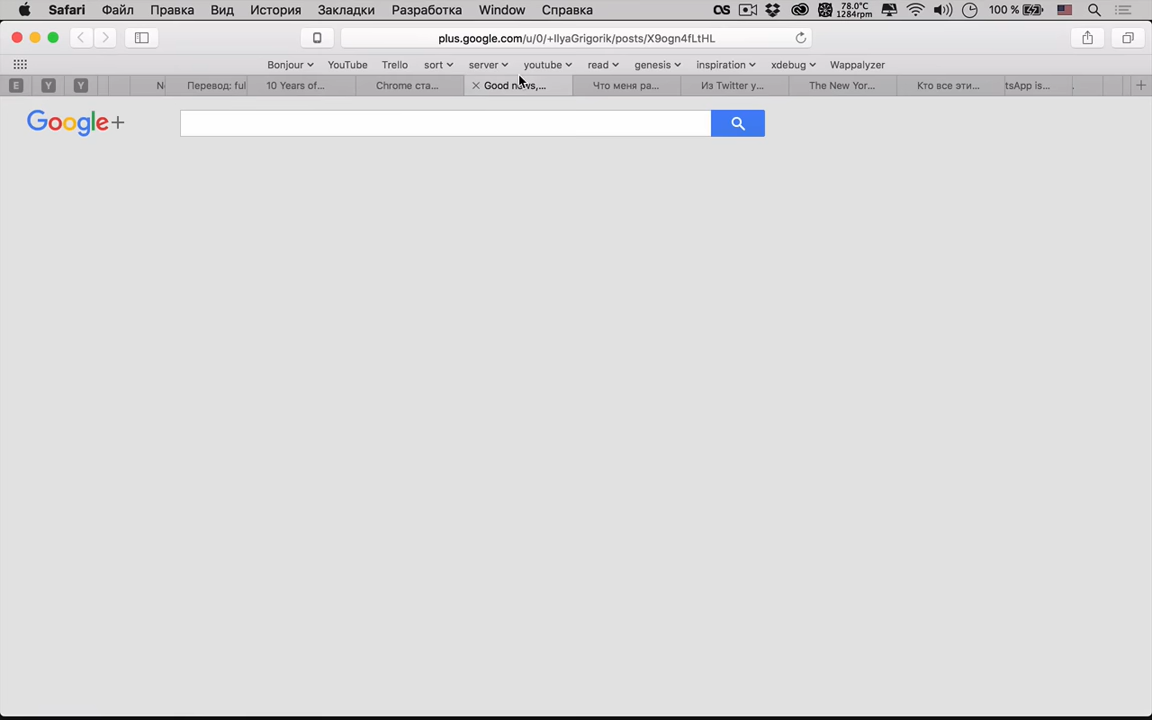 Safari Файл Правка Вид История Закладки Разработка Window Справка 78.0°C 1284rpm 100 %
plus.google.com/u/0/+IlyaGrigorik/posts/X9ogn4fLtHL
Bonjour YouTube Trello sort server youtube read genesis inspiration xdebug Wappalyzer
E Y Y Перевод: ful 10 Years of... Chrome ста... Good news,... Что меня ра... Из Twitter у... The New Yor... Кто все эти... tsApp is...
Google+